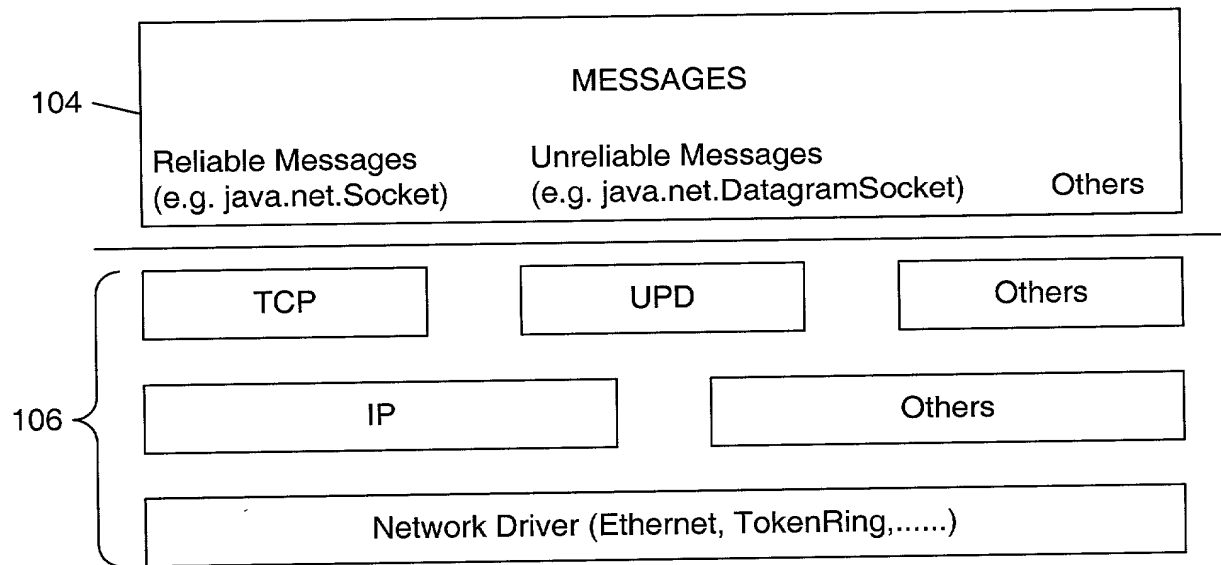 MESSAGES
104
Reliable Messages
(e.g. java.net.Socket)
Unreliable Messages
(e.g. java.net.DatagramSocket)
Others
TCP
UPD
Others
106
IP
Others
Network Driver (Ethernet, TokenRing,......)